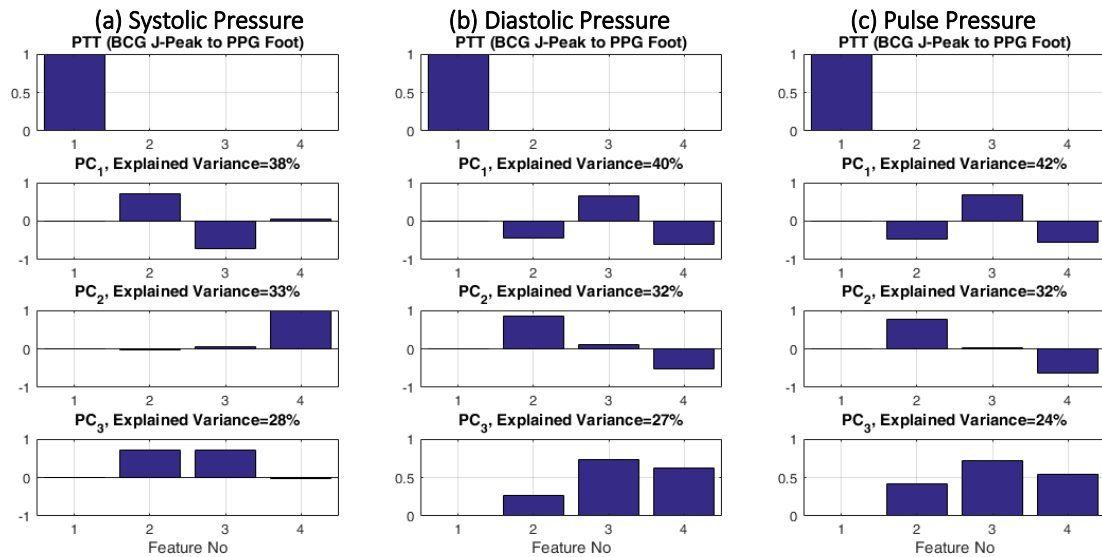 (a) Systolic Pressure
PTT (BCG J-Peak to PPG Foot)
1
0.5
0
1 2 3 4
PC1, Explained Variance=38%
1
0
-1
1 2 3 4
PC2, Explained Variance=33%
1
0
-1
1 2 3 4
PC3, Explained Variance=28%
1
0
-1
1 2 3 4
Feature No
(b) Diastolic Pressure
PTT (BCG J-Peak to PPG Foot)
1
0.5
0
1 2 3 4
PC1, Explained Variance=40%
1
0
-1
1 2 3 4
PC2, Explained Variance=32%
1
0
-1
1 2 3 4
PC3, Explained Variance=27%
1
0.5
0
1 2 3 4
Feature No
(c) Pulse Pressure
PTT (BCG J-Peak to PPG Foot)
1
0.5
0
1 2 3 4
PC1, Explained Variance=42%
1
0
-1
1 2 3 4
PC2, Explained Variance=32%
1
0
-1
1 2 3 4
PC3, Explained Variance=24%
1
0.5
0
1 2 3 4
Feature No